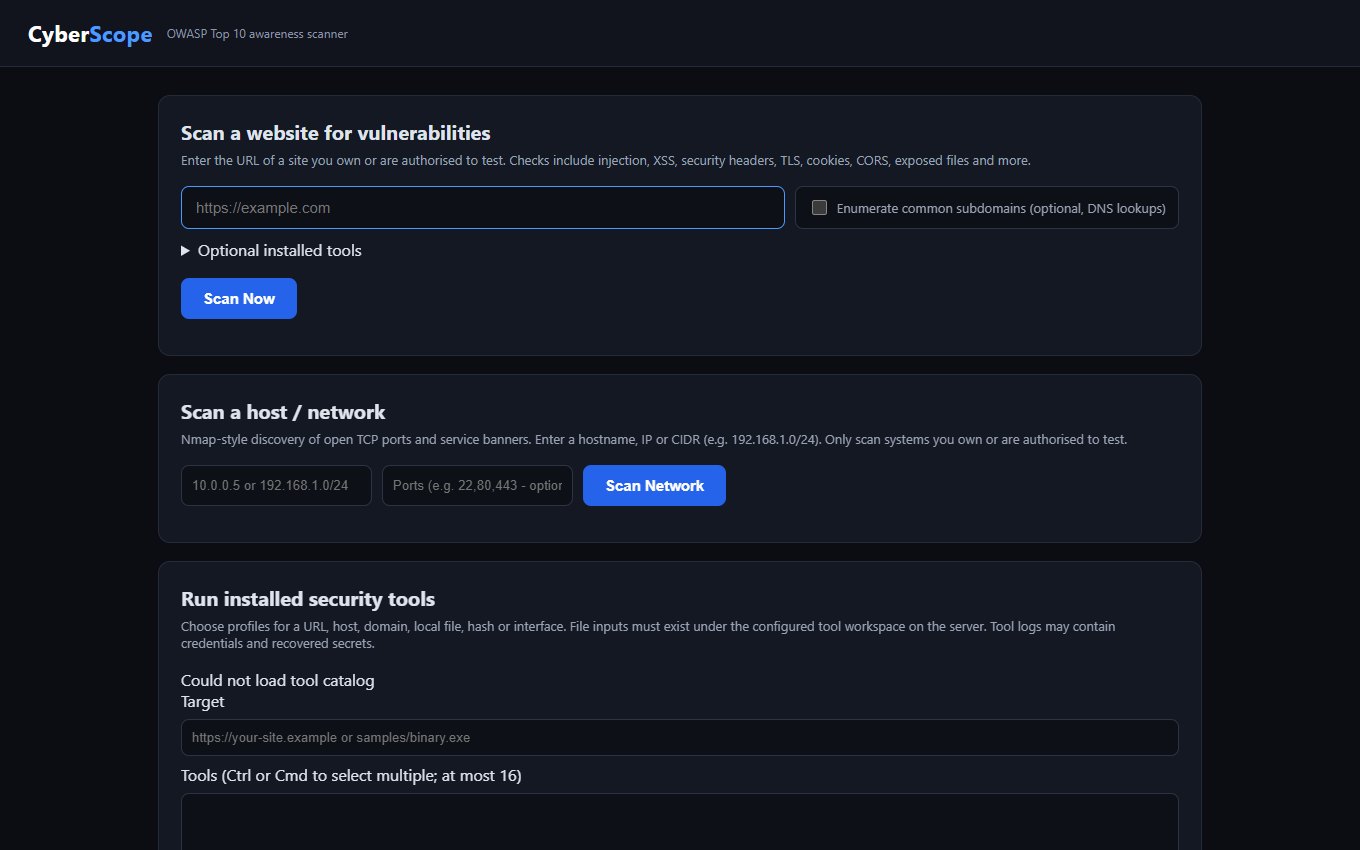 CyberScope OWASP Top 10 awareness scanner
Scan a website for vulnerabilities
Enter the URL of a site you own or are authorised to test. Checks include injection, XSS, security headers, TLS, cookies, CORS, exposed files and more.
https://example.com
Enumerate common subdomains (optional, DNS lookups)
Optional installed tools
Scan Now
Scan a host / network
Nmap-style discovery of open TCP ports and service banners. Enter a hostname, IP or CIDR (e.g. 192.168.1.0/24). Only scan systems you own or are authorised to test.
10.0.0.5 or 192.168.1.0/24
Ports (e.g. 22,80,443 - option
Scan Network
Run installed security tools
Choose profiles for a URL, host, domain, local file, hash or interface. File inputs must exist under the configured tool workspace on the server. Tool logs may contain
credentials and recovered secrets.
Could not load tool catalog
Target
https://your-site.example or samples/binary.exe
Tools (Ctrl or Cmd to select multiple; at most 16)